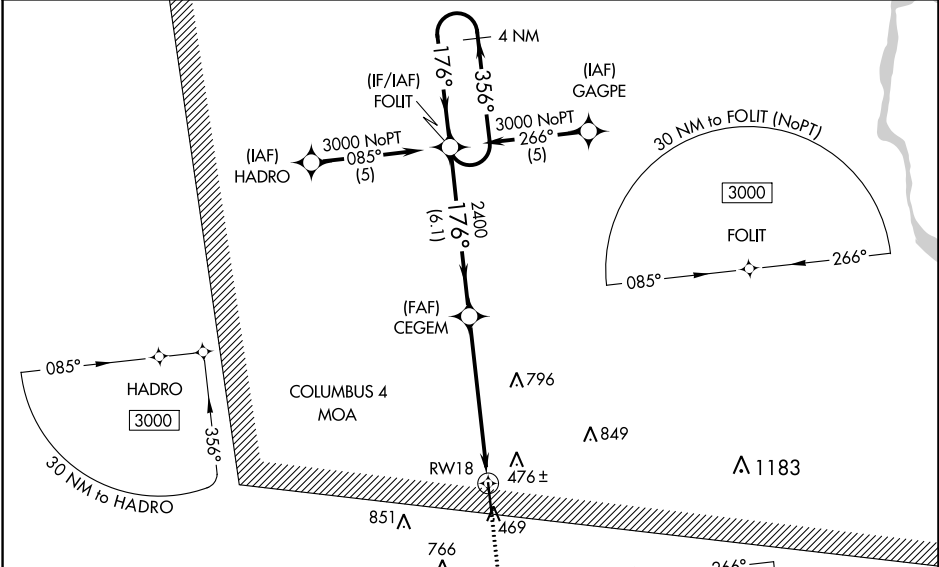 4 NM
176°
356°
(IF/IAF)
FOLIT
(IAF)
GAGPE
3000 NoPT
266°
(5)
(IAF)
HADRO
3000 NoPT
085°
(5)
30 NM to FOLIT (NoPT)
3000
FOLIT
085°
266°
2400
176°
(6.1)
(FAF)
CEGEM
085°
HADRO
3000
356°
30 NM to HADRO
COLUMBUS 4
MOA
796
849
1183
RW18
476 ±
469
851
766
266°